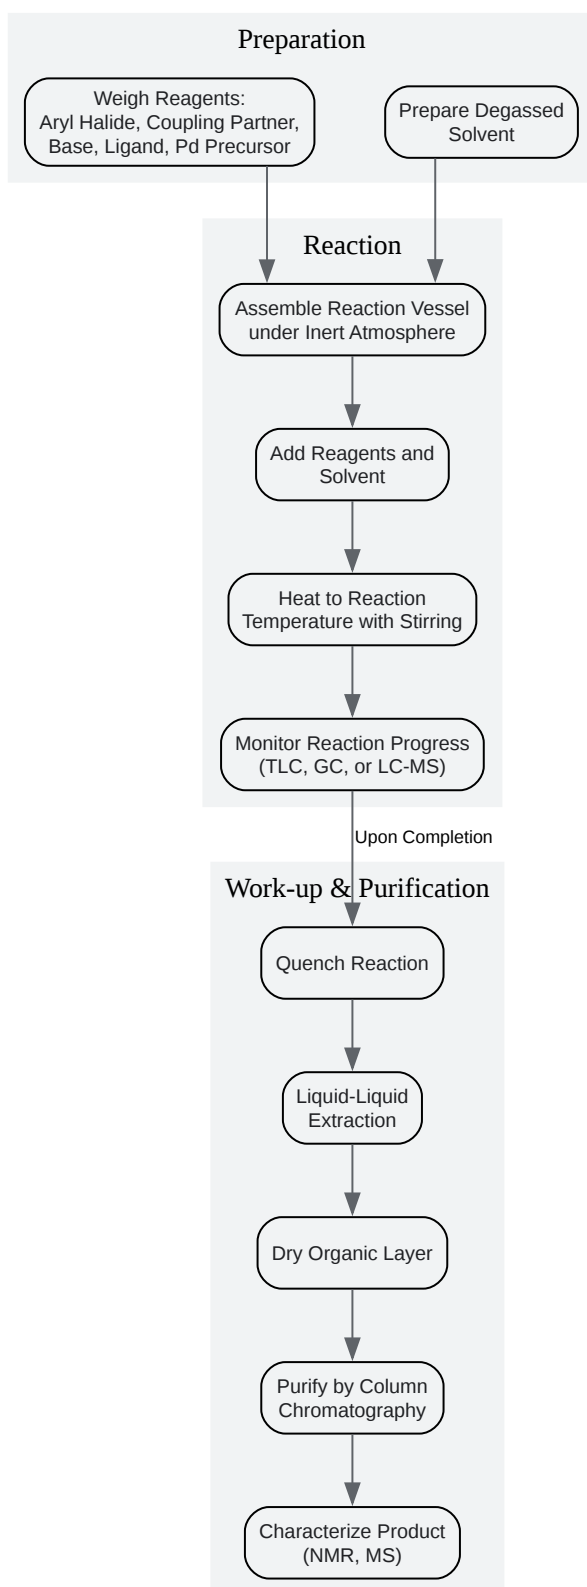 Preparation
Weigh Reagents:
Aryl Halide, Coupling Partner,
Base, Ligand, Pd Precursor
Prepare Degassed
Solvent
Reaction
Assemble Reaction Vessel
under Inert Atmosphere
Add Reagents and
Solvent
Heat to Reaction
Temperature with Stirring
Monitor Reaction Progress
(TLC, GC, or LC-MS)
Upon Completion
Work-up & Purification
Quench Reaction
Liquid-Liquid
Extraction
Dry Organic Layer
Purify by Column
Chromatography
Characterize Product
(NMR, MS)